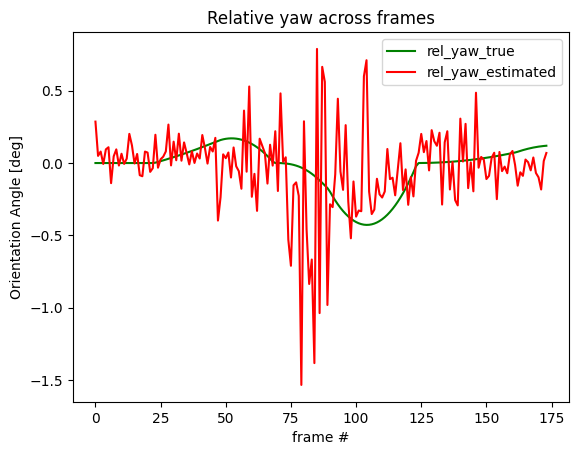 Relative yaw across frames
rel_yaw_true
rel_yaw_estimated
Orientation Angle [deg]
0.5
0.0
−0.5
−1.0
−1.5
0 25 50 75 100 125 150 175
frame #